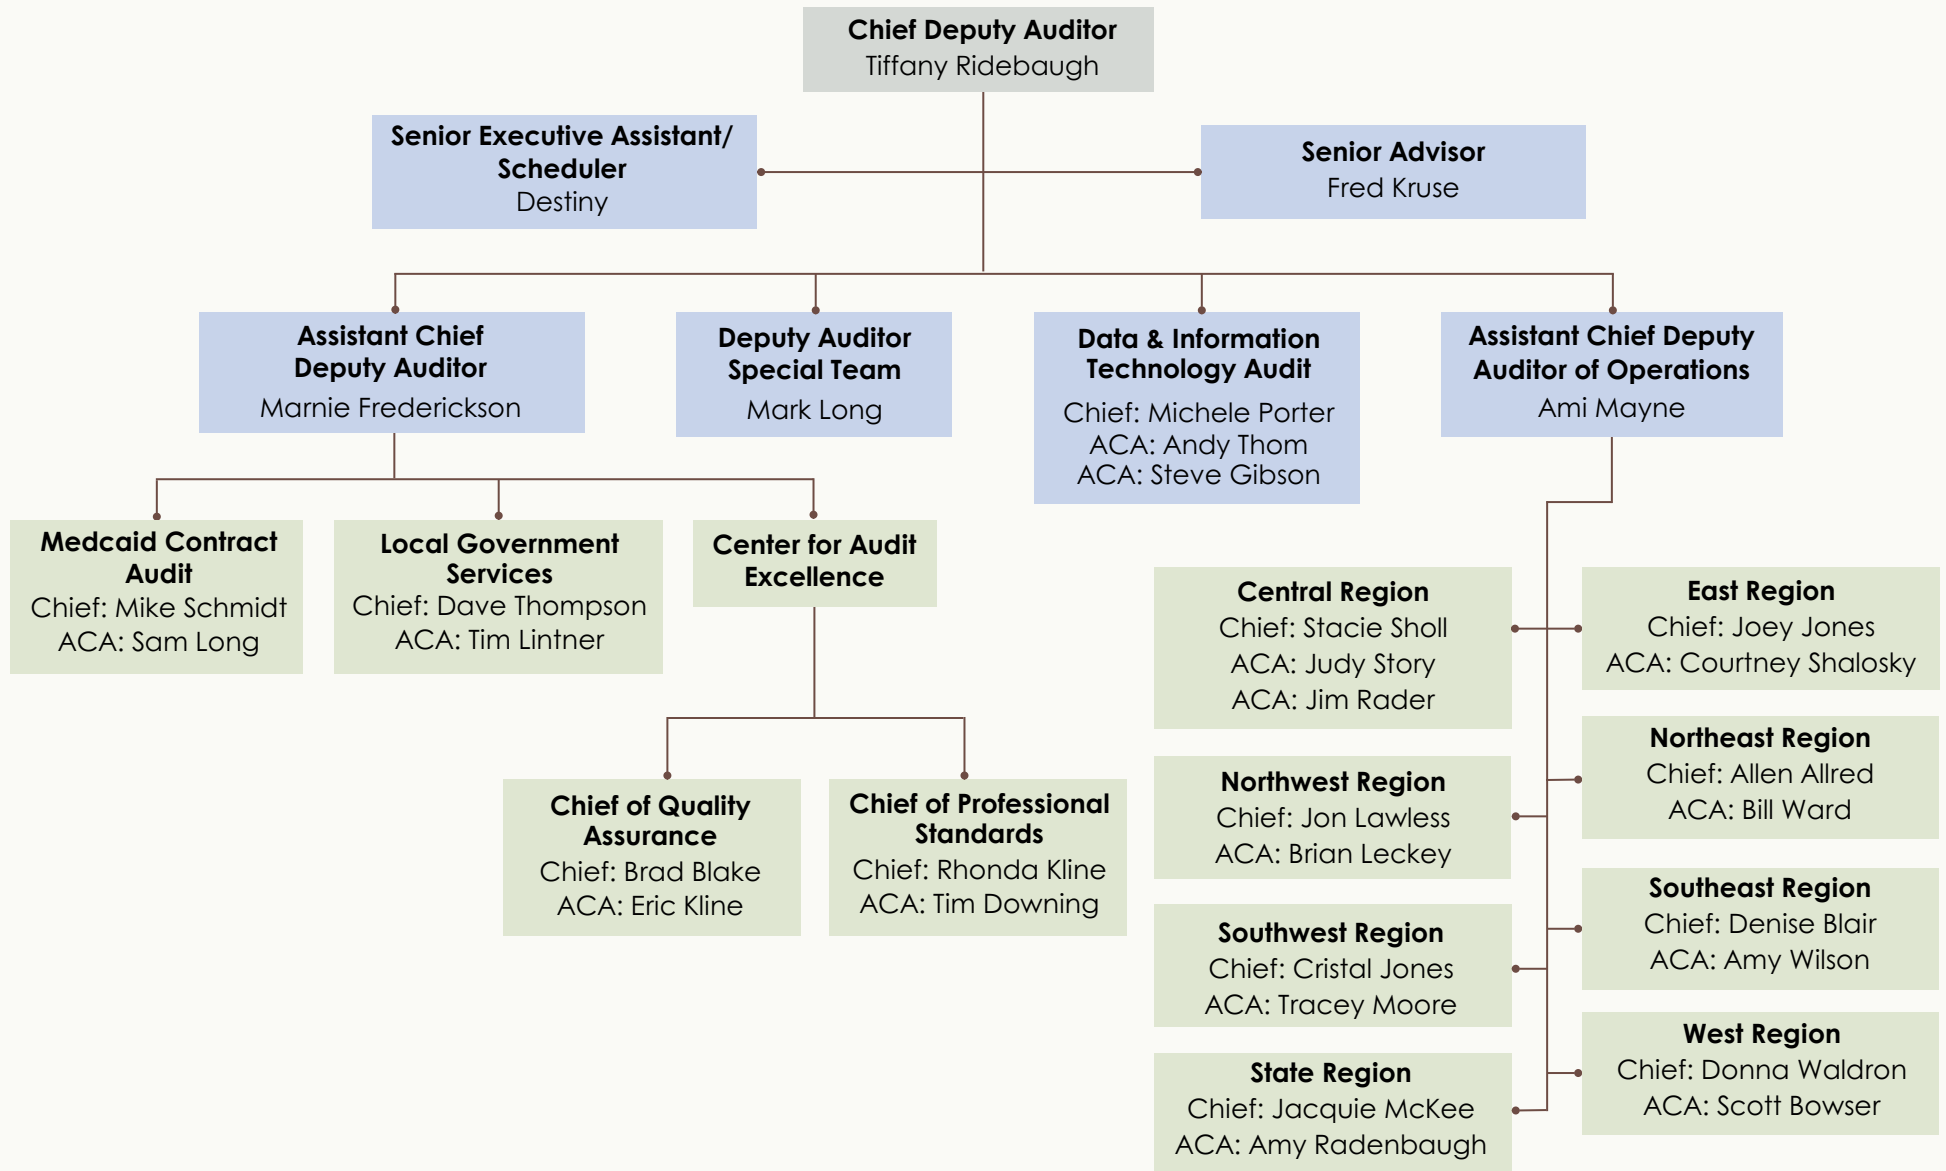 Chief Deputy Auditor
Tiffany Ridebaugh
Senior Executive Assistant/
Scheduler
Destiny
Senior Advisor
Fred Kruse
Assistant Chief
Deputy Auditor
Marnie Frederickson
Deputy Auditor
Special Team
Mark Long
Data & Information
Technology Audit
Chief: Michele Porter
ACA: Andy Thom
ACA: Steve Gibson
Assistant Chief Deputy
Auditor of Operations
Ami Mayne
Medcaid Contract
Audit
Chief: Mike Schmidt
ACA: Sam Long
Local Government
Services
Chief: Dave Thompson
ACA: Tim Lintner
Center for Audit
Excellence
Chief of Quality
Assurance
Chief: Brad Blake
ACA: Eric Kline
Chief of Professional
Standards
Chief: Rhonda Kline
ACA: Tim Downing
Central Region
Chief: Stacie Sholl
ACA: Judy Story
ACA: Jim Rader
East Region
Chief: Joey Jones
ACA: Courtney Shalosky
Northwest Region
Chief: Jon Lawless
ACA: Brian Leckey
Northeast Region
Chief: Allen Allred
ACA: Bill Ward
Southwest Region
Chief: Cristal Jones
ACA: Tracey Moore
Southeast Region
Chief: Denise Blair
ACA: Amy Wilson
State Region
Chief: Jacquie McKee
ACA: Amy Radenbaugh
West Region
Chief: Donna Waldron
ACA: Scott Bowser